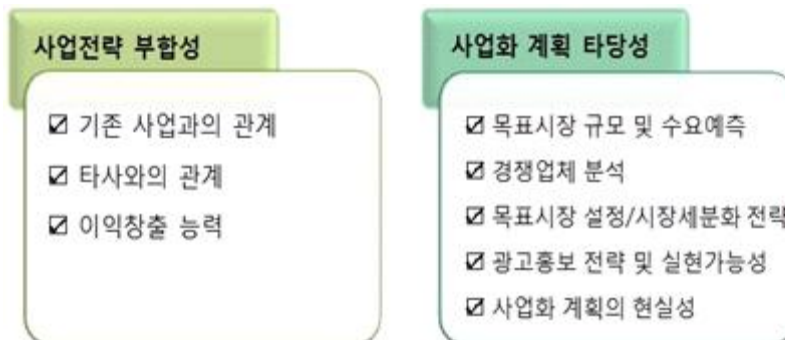 사업전략 부합성
☑ 기존 사업과의 관계
☑ 타사와의 관계
☑ 이익창출 능력
사업화 계획 타당성
☑ 목표시장 규모 및 수요예측
☑ 경쟁업체 분석
☑ 목표시장 설정/시장세분화 전략
☑ 광고홍보 전략 및 실현가능성
☑ 사업화 계획의 현실성